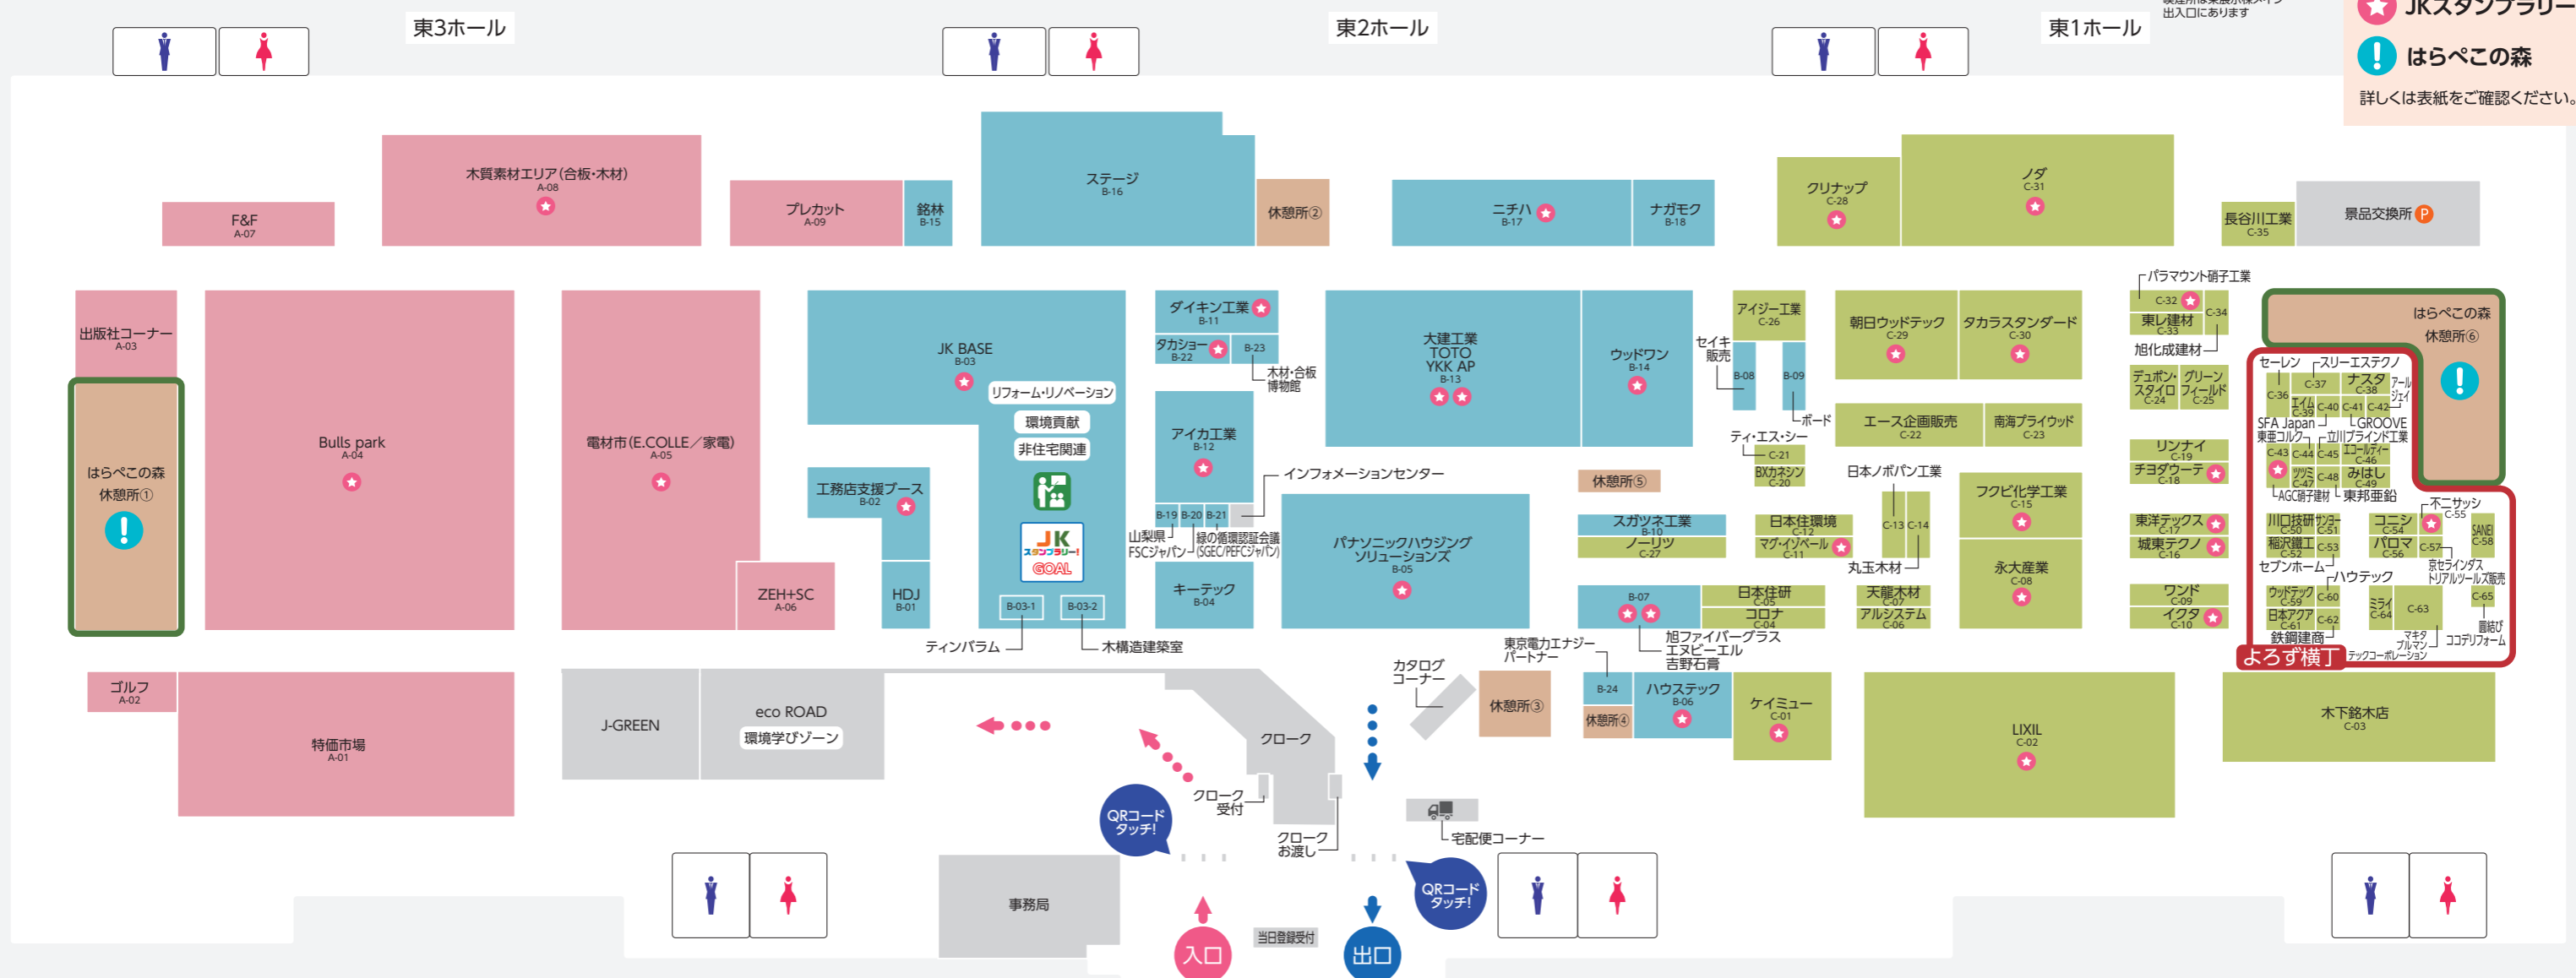 東3ホール
東2ホール
東1ホール
出入口にあります
JKスタンプラリー
はらぺこの森
詳しくは表紙をご確認ください。
F&F
A-07
木質素材エリア(合板・木材)
A-08
プレカット
A-09
銘林
B-15
ステージ
B-16
休憩所②
ニチハ
B-17
ナガモク
B-18
クリナップ
C-28
ノダ
C-31
長谷川工業
C-35
景品交換所 P
出版社コーナー
A-03
はらぺこの森
休憩所①
Bulls park
A-04
電材市(E.COLLE/家電)
A-05
ZEH+SC
A-06
JK BASE
B-03
リフォーム・リノベーション
環境貢献
非住宅関連
JK
スタンプラリー!
GOAL
B-03-1
B-03-2
ティンバラム
木構造建築室
工務店支援ブース
B-02
HDJ
B-01
ダイキン工業
B-11
タカショー
B-22
B-23
木材・合板
博物館
アイカ工業
B-12
インフォメーションセンター
B-19
B-20
B-21
山梨県
FSCジャパン
緑の循環認証会議
(SGEC/PEFCジャパン)
キーテック
B-04
大建工業
TOTO
YKK AP
B-13
ウッドワン
B-14
パナソニックハウジング
ソリューションズ
B-05
アイジー工業
C-26
セイキ
販売
B-08
B-09
ボード
ティ・エス・シー
C-21
BXカネシン
C-20
休憩所⑤
スガツネ工業
B-10
ノーリツ
C-27
日本住環境
C-12
マグ・イゾベール
C-11
B-07
旭ファイバーグラス
エヌビーエル
吉野石膏
日本住研
C-05
コロナ
C-04
朝日ウッドテック
C-29
タカラスタンダード
C-30
エース企画販売
C-22
南海プライウッド
C-23
日本ノボパン工業
C-13
C-14
丸玉木材
フクビ化学工業
C-15
永大産業
C-08
天龍木材
C-07
アルシステム
C-06
パラマウント硝子工業
C-32
東レ建材
C-33
C-34
旭化成建材
デュポン・
スタイロ
C-24
グリーン
フィールド
C-25
リンナイ
C-19
チヨダウーテ
C-18
東洋テックス
C-17
城東テクノ
C-16
ワンド
C-09
イクタ
C-10
はらぺこの森
休憩所⑥
セーレン
C-36
スリーエステクノ
C-37
ナスタ
C-38
アール
ジェイ
エイム
C-39
C-40
C-41
C-42
SFA Japan
GROOVE
東亜コルク
立川ブラインド工業
C-43
C-44
C-45
エコールディー
C-46
ツツミ
C-47
C-48
みはし
C-49
AGC硝子建材
東邦亜鉛
川口技研
C-50
サンヨー
C-51
稲沢鐵工
C-52
C-53
セブンホーム
コニシ
C-54
不二サッシ
C-55
パロマ
C-56
C-57
京セラインダス
トリアルツールズ販売
SANEI
C-58
ハウテック
ウッドテック
C-59
C-60
日本アクア
C-61
C-62
鉄鋼建商
ミライ
C-64
C-63
マキタ
プルマン
テックコーポレーション
C-65
ココデリフォーム
よろず横丁
ゴルフ
A-02
特価市場
A-01
J-GREEN
eco ROAD
環境学びゾーン
クローク
クローク
受付
クローク
お渡し
カタログ
コーナー
休憩所③
東京電力エナジー
パートナー
B-24
休憩所④
ハウステック
B-06
ケイミュー
C-01
LIXIL
C-02
木下銘木店
C-03
QRコード
タッチ!
宅配便コーナー
QRコード
タッチ!
事務局
入口
当日登録受付
出口